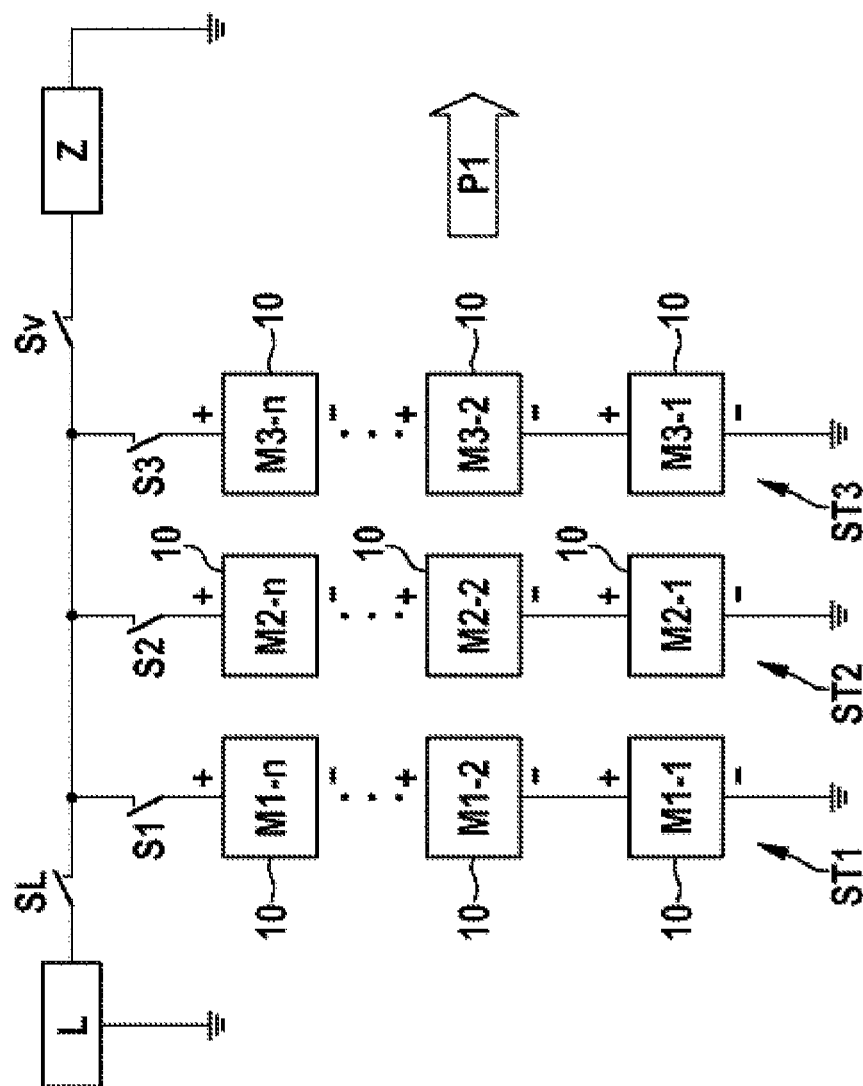 SL Sv
L Z
S1 S2 S3
+ + +
10 10
M1-n M2-n M3-n
10
- - -
+ + +
10 10
M1-2 M2-2 M3-2
P1
10
- - -
+ + +
10 10
M1-1 M2-1 M3-1
10
- - -
ST1 ST2 ST3